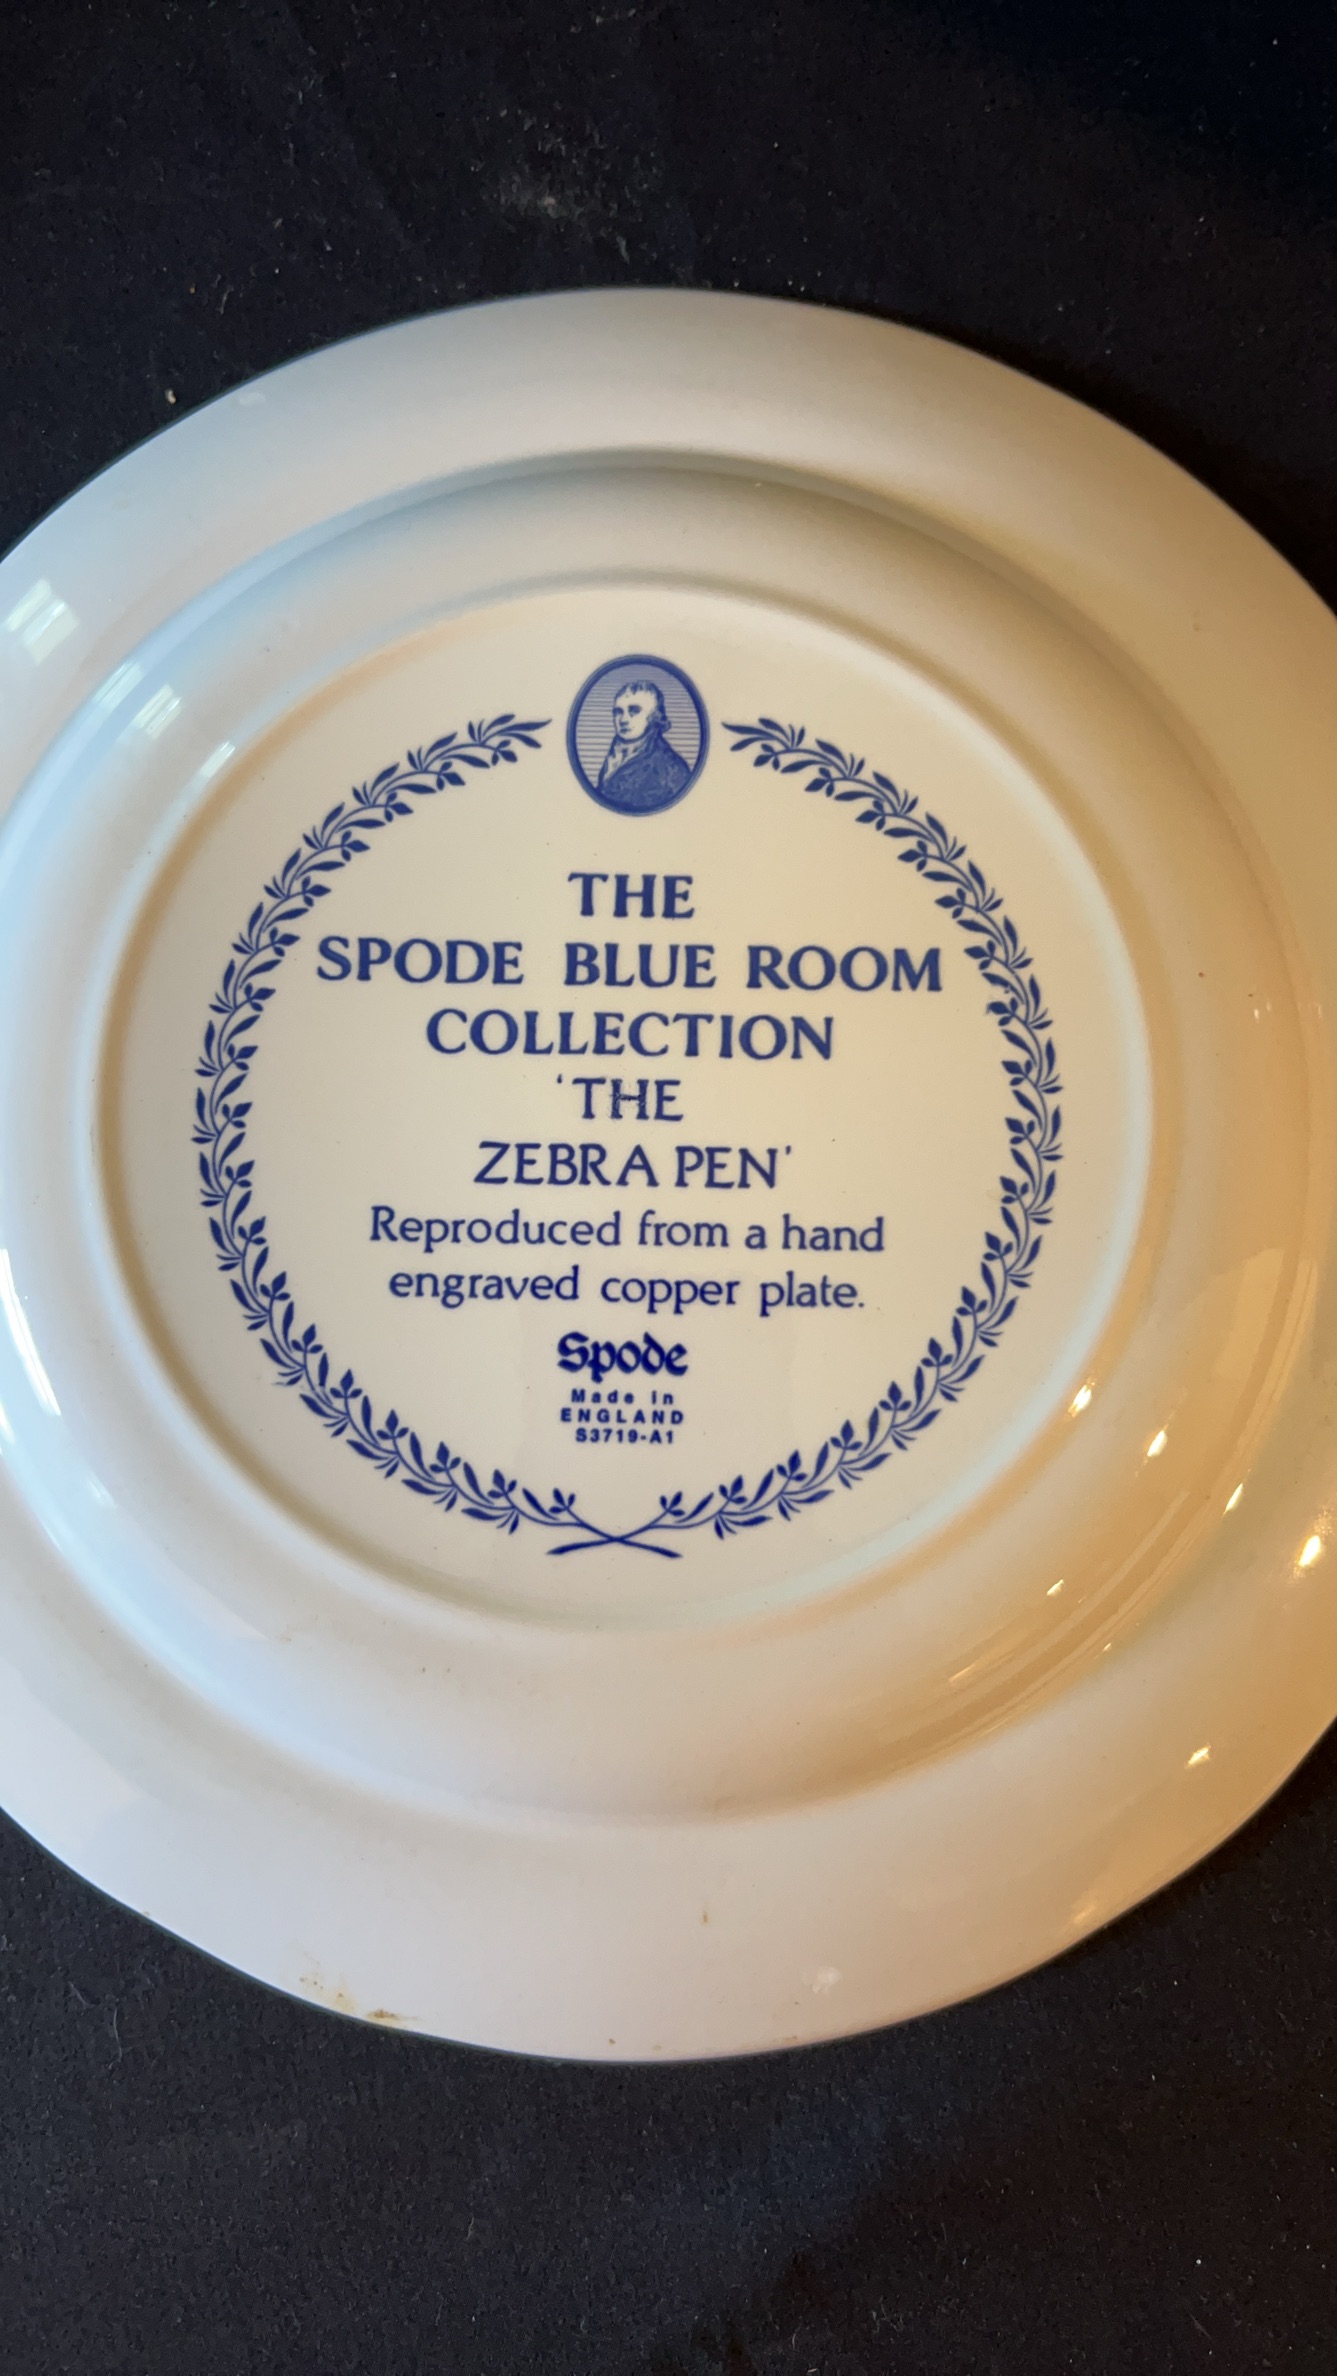 THE
SPODE BLUE ROOM
COLLECTION
‘THE
ZEBRA PEN’
Reproduced from a hand
engraved copper plate.
Spode
Made in
ENGLAND
S3719-A1